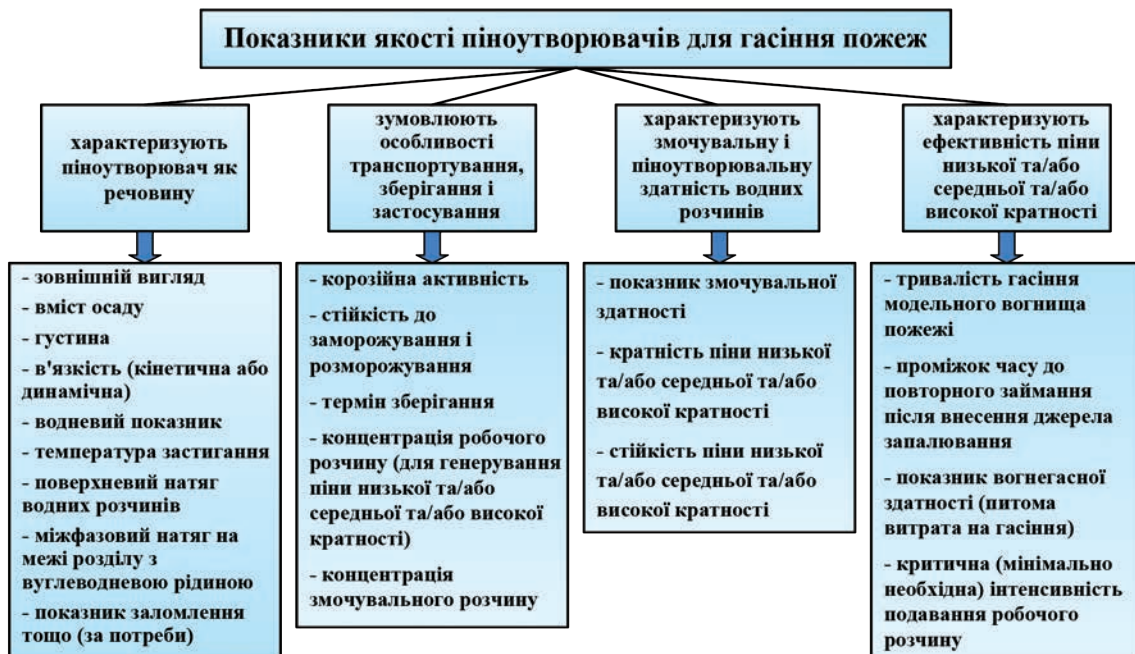 Показники якості піноутворювачів для гасіння пожеж
характеризують
піноутворювач як
речовину
зумовлюють
особливості
транспортування,
зберігання і
застосування
характеризують
змочувальну і
піноутворювальну
здатність водних
розчинів
характеризують
ефективність піни
низької та/або
середньої та/або
високої кратності
- зовнішній вигляд
- вміст осаду
- густина
- в'язкість (кінетична або
динамічна)
- водневий показник
- температура застигання
- поверхневий натяг
водних розчинів
- міжфазовий натяг на
межі розділу з
вуглеводневою рідиною
- показник заломлення
тощо (за потреби)
- корозійна активність
- стійкість до
заморожування і
розморожування
- термін зберігання
- концентрація робочого
розчину (для генерування
піни низької та/або
середньої та/або високої
кратності)
- концентрація
змочувального розчину
- показник змочувальної
здатності
- кратність піни низької
та/або середньої та/або
високої кратності
- стійкість піни низької
та/або середньої та/або
високої кратності
- тривалість гасіння
модельного вогнища
пожежі
- проміжок часу до
повторного займання
після внесення джерела
запалювання
- показник вогнегасної
здатності (питома
витрата на гасіння)
- критична (мінімально
необхідна) інтенсивність
подавання робочого
розчину